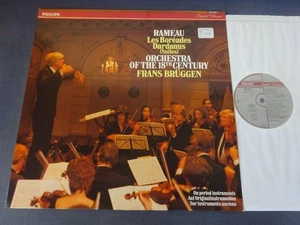 PHILIPS
Digital Classics
RAMEAU
Les Boréades
Dardanus
(Suites)
ORCHESTRA
OF THE 18TH CENTURY
FRANS BRÜGGEN
On period instruments
Auf Originalinstrumenten
Sur instruments anciens